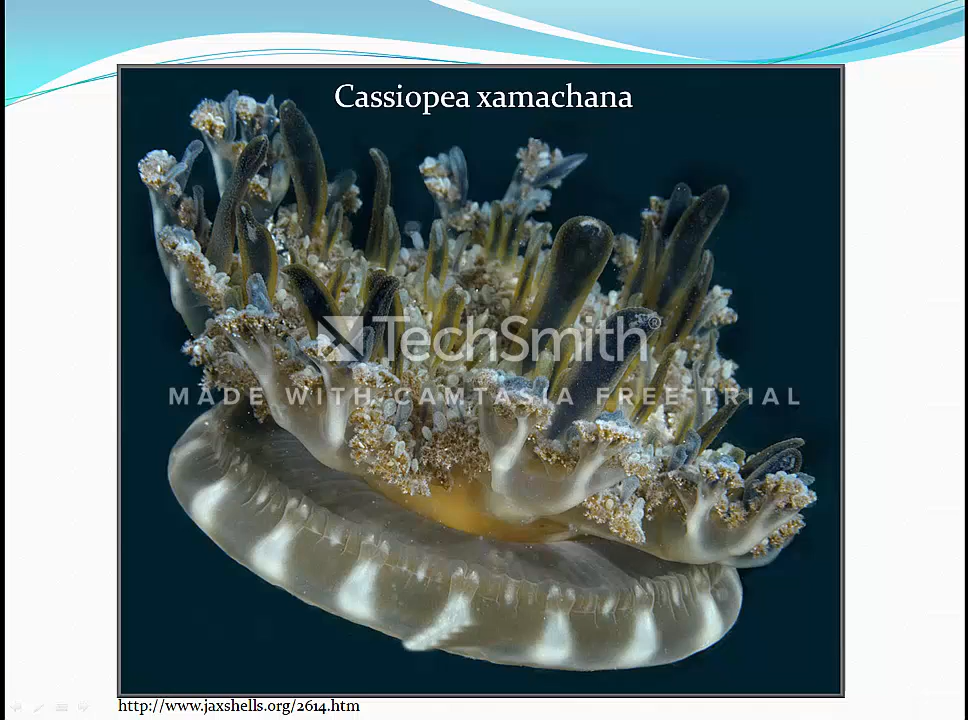 Cassiopea xamachana
TechSmith®
MADE WITH CAMTASIA FREE TRIAL
http://www.jaxshells.org/2614.htm